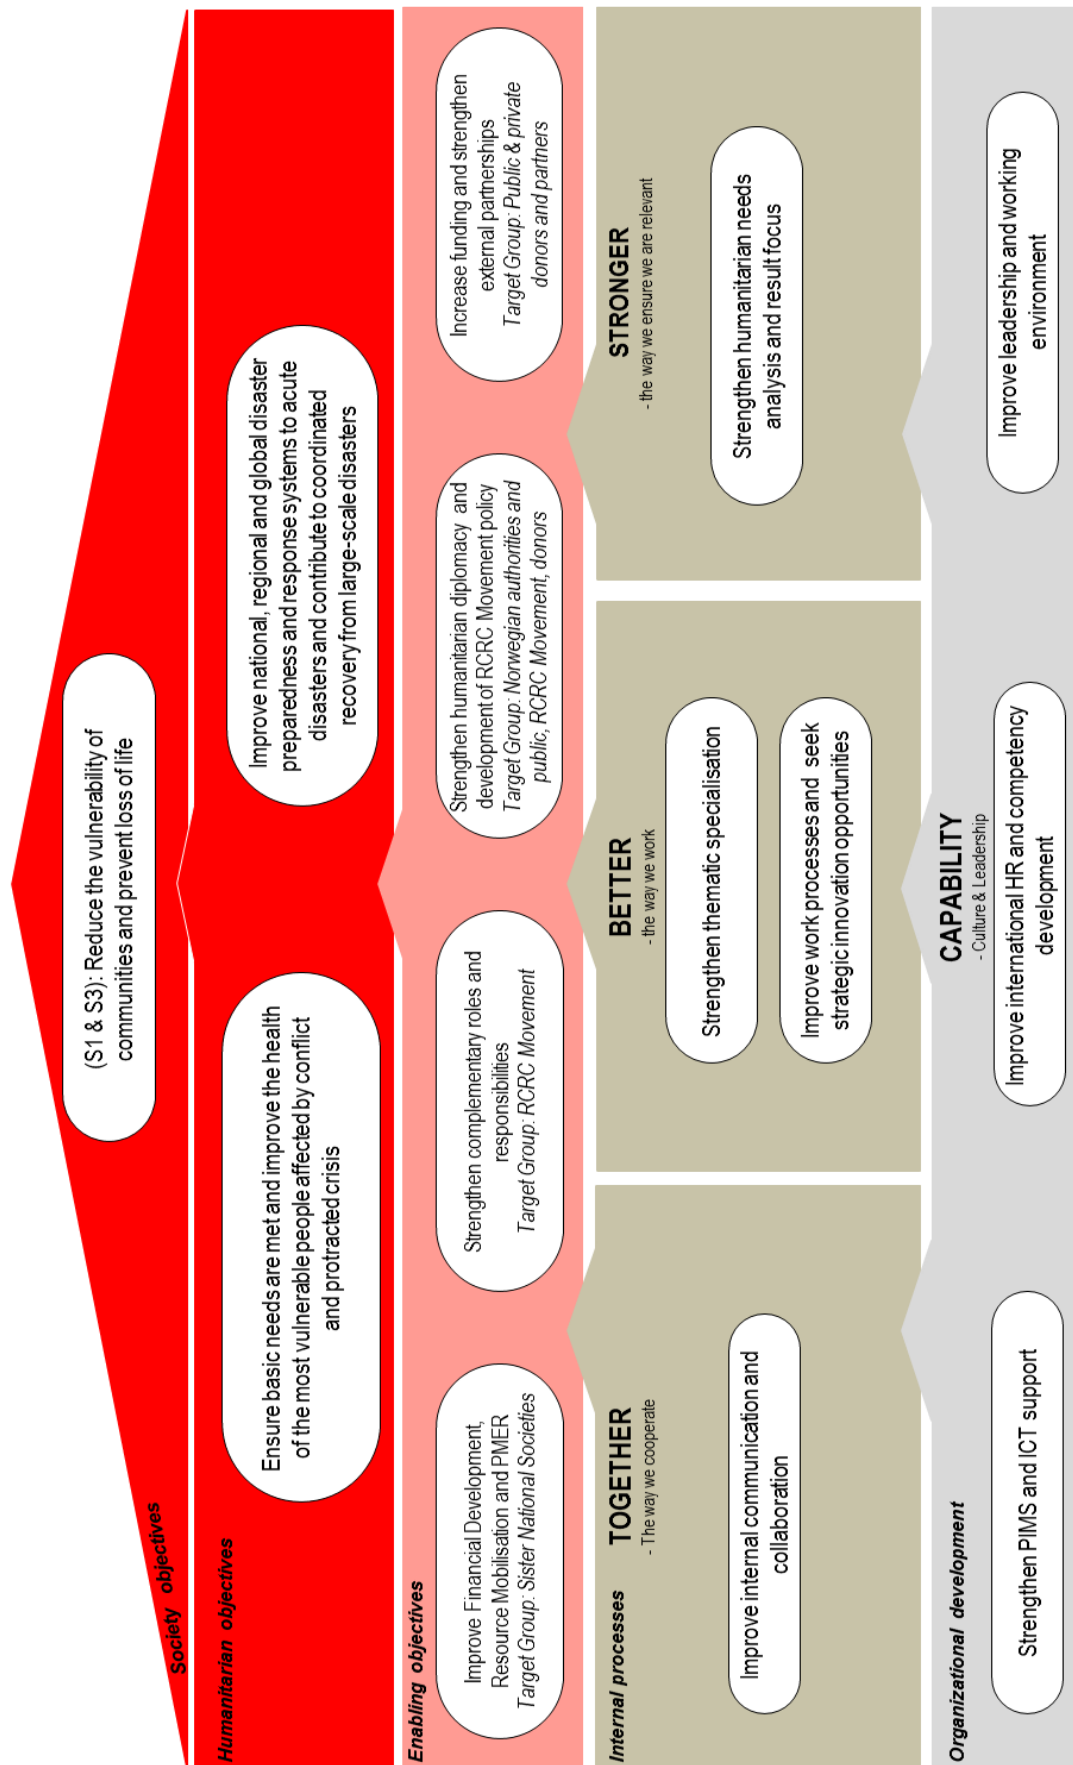 Society objectives
(S1 & S3): Reduce the vulnerability of
communities and prevent loss of life
Humanitarian objectives
Ensure basic needs are met and improve the health
of the most vulnerable people affected by conflict
and protracted crisis
Improve national, regional and global disaster
preparedness and response systems to acute
disasters and contribute to coordinated
recovery from large-scaled disasters
Enabling objectives
Improve Financial Development,
Resource Mobilisation and PMER
Target Group: Sister National Societies
Strengthen complementary roles and
responsibilities
Target Group: RCRC Movement
Strengthen humanitarian diplomacy and
development of RCRC Movement policy
Target Group: Norwegian authorities and
public, RCRC Movement, donors
Increase funding and strengthen
external partnerships
Target Group: Public & private
donors and partners
Internal processes
TOGETHER
- The way we cooperate
Improve internal communication and
collaboration
BETTER
- the way we work
Strengthen thematic specialisation
Improve work processes and seek
strategic innovation opportunities
STRONGER
- the way we ensure we are relevant
Strengthen humanitarian needs
analysis and result focus
Organizational development
CAPABILITY
- Culture & Leadership
Strengthen PIMS and ICT support
Improve international HR and competency
development
Improve leadership and working
environment